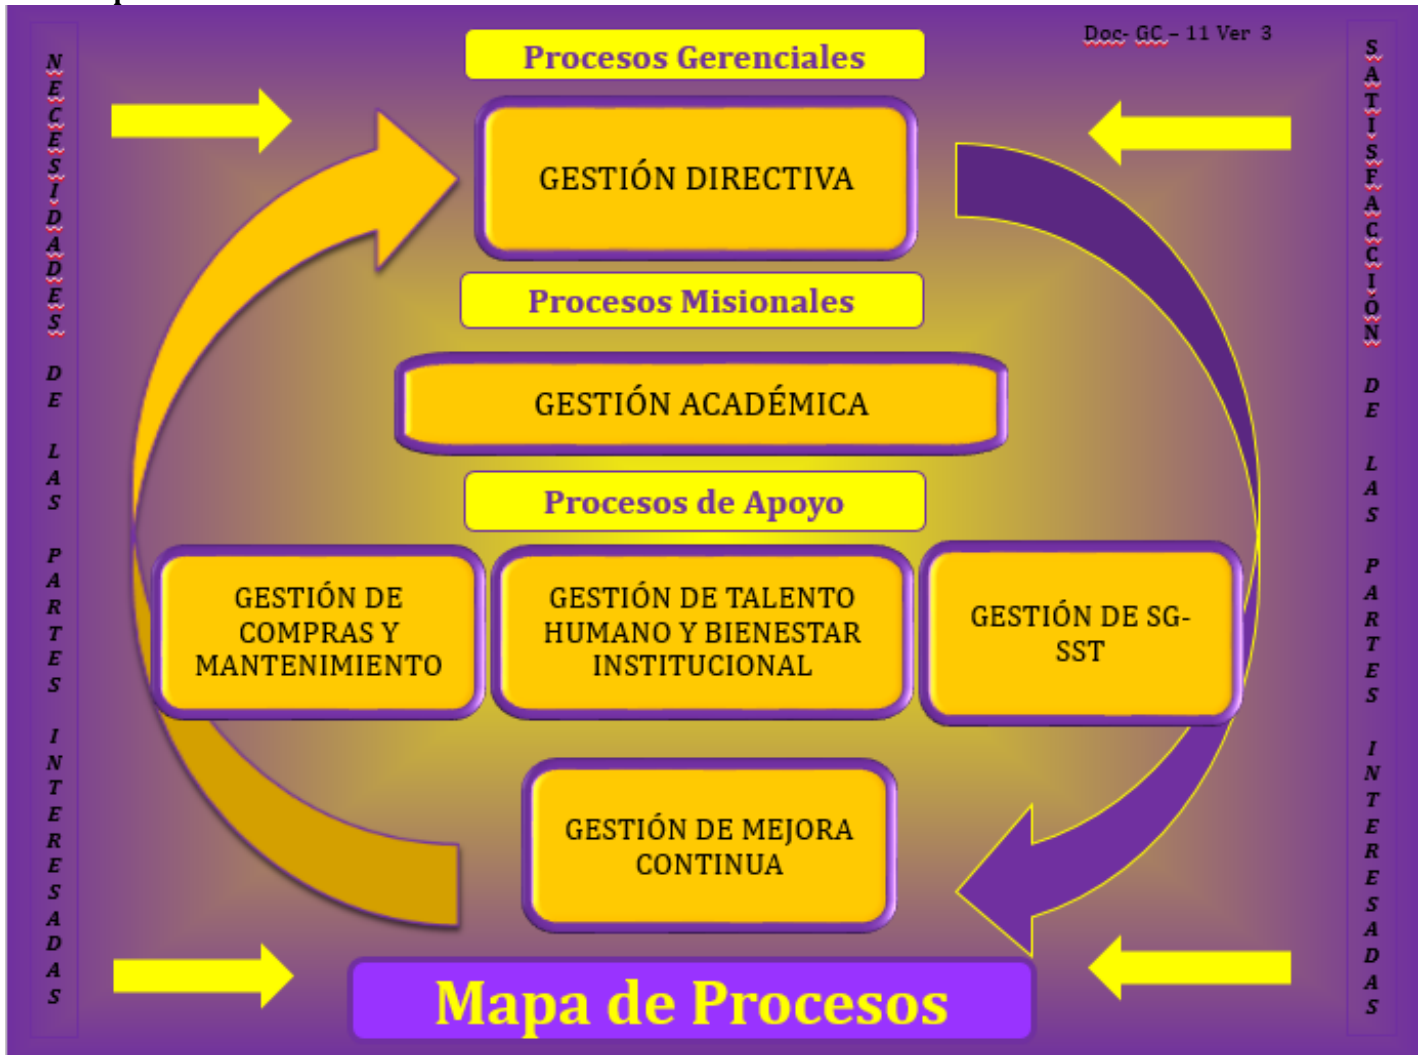 Doc- GC – 11 Ver 3
Procesos Gerenciales
GESTIÓN DIRECTIVA
Procesos Misionales
GESTIÓN ACADÉMICA
Procesos de Apoyo
GESTIÓN DE
COMPRAS Y
MANTENIMIENTO
GESTIÓN DE TALENTO
HUMANO Y BIENESTAR
INSTITUCIONAL
GESTIÓN DE SG-
SST
GESTIÓN DE MEJORA
CONTINUA
Mapa de Procesos
NECESIDADES DE LAS PARTES INTERESADAS
SATISFACCIÓN DE LAS PARTES INTERESADAS